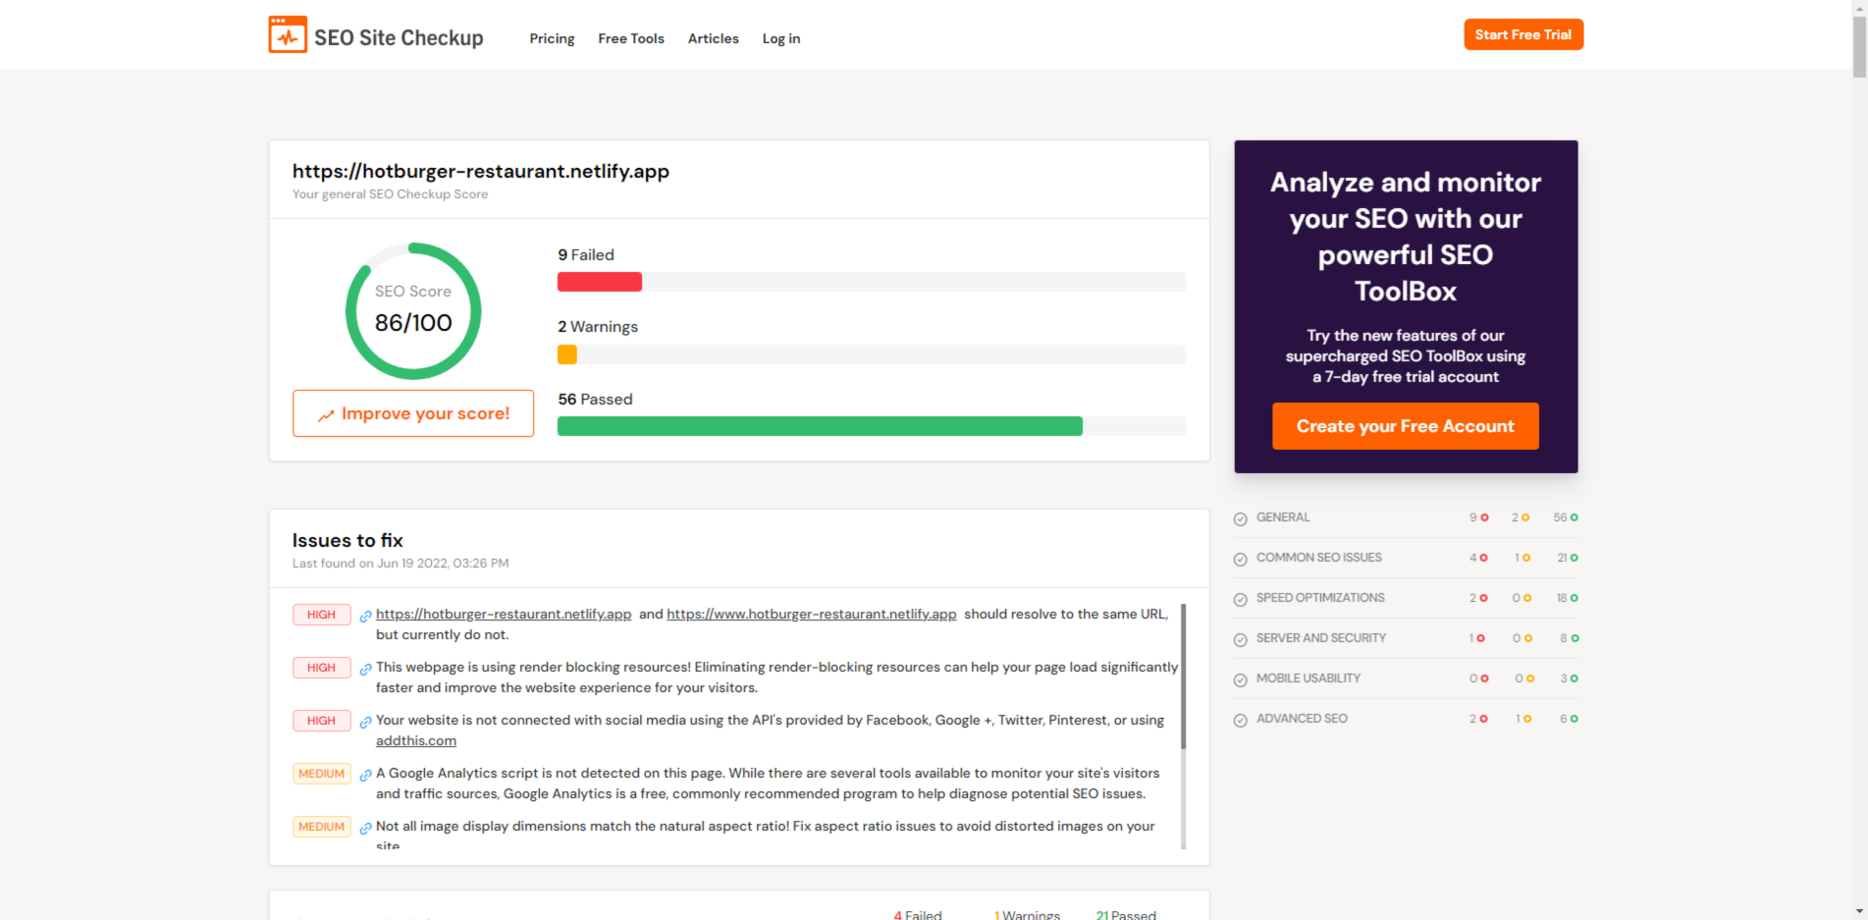 SEO Site Checkup
Pricing
Free Tools
Articles
Log in
Start Free Trial
https://hotburger-restaurant.netlify.app
Your general SEO Checkup Score
SEO Score
86/100
Improve your score!
9 Failed
2 Warnings
56 Passed
Analyze and monitor
your SEO with our
powerful SEO
ToolBox
Try the new features of our
supercharged SEO ToolBox using
a 7-day free trial account
Create your Free Account
GENERAL 9 2 56
COMMON SEO ISSUES 4 1 21
SPEED OPTIMIZATIONS 2 0 18
SERVER AND SECURITY 1 0 8
MOBILE USABILITY 0 0 3
ADVANCED SEO 2 1 6
Issues to fix
Last found on Jun 19 2022, 03:26 PM
HIGH https://hotburger-restaurant.netlify.app and https://www.hotburger-restaurant.netlify.app should resolve to the same URL,
but currently do not.
HIGH This webpage is using render blocking resources! Eliminating render-blocking resources can help your page load significantly
faster and improve the website experience for your visitors.
HIGH Your website is not connected with social media using the API's provided by Facebook, Google +, Twitter, Pinterest, or using
addthis.com
MEDIUM A Google Analytics script is not detected on this page. While there are several tools available to monitor your site's visitors
and traffic sources, Google Analytics is a free, commonly recommended program to help diagnose potential SEO issues.
MEDIUM Not all image display dimensions match the natural aspect ratio! Fix aspect ratio issues to avoid distorted images on your
site
4 Failed 1 Warnings 21 Passed